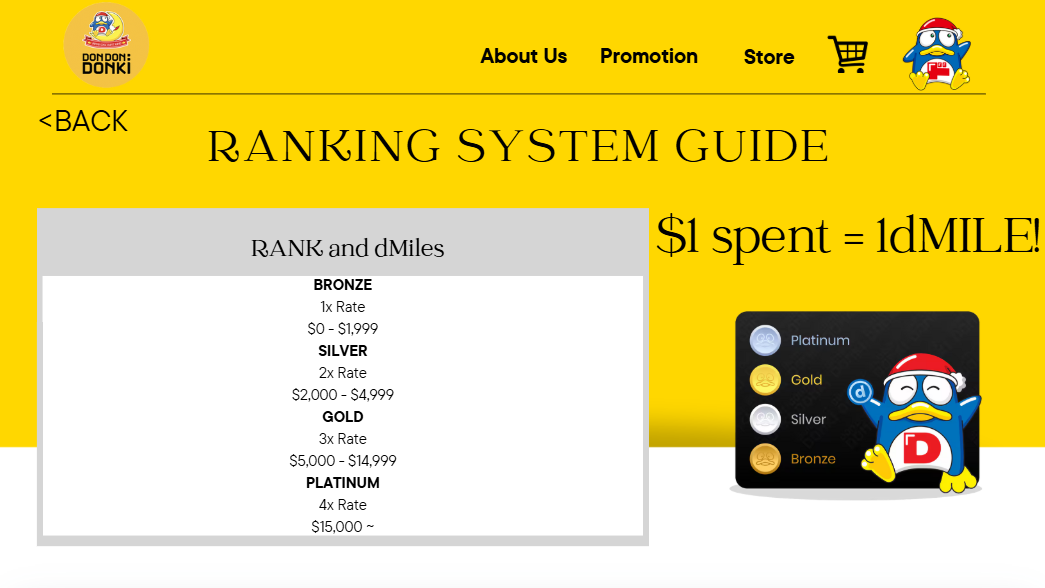 DON DON
DONKI
About Us
Promotion
Store
<BACK
RANKING SYSTEM GUIDE
RANK and dMiles
BRONZE
1x Rate
$0 - $1,999
SILVER
2x Rate
$2,000 - $4,999
GOLD
3x Rate
$5,000 - $14,999
PLATINUM
4x Rate
$15,000 ~
$1 spent = 1dMILE!
Platinum
Gold
Silver
Bronze
d
D